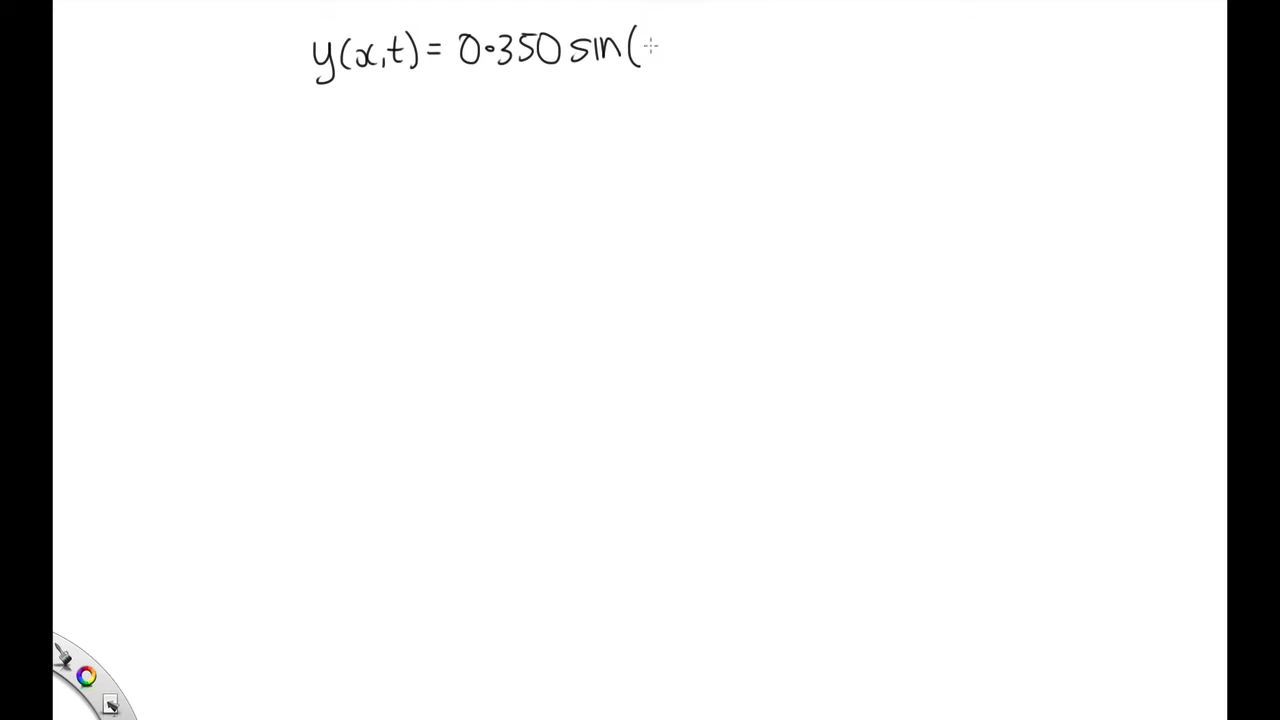 y(x,t) = 0·350 sin(